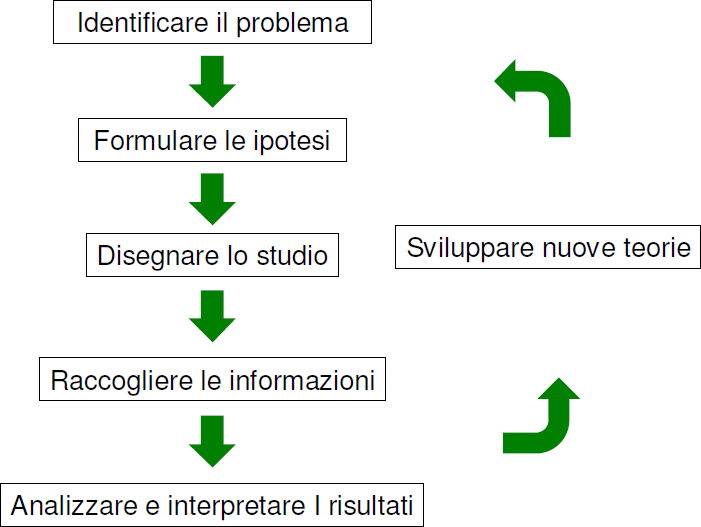 Identificare il problema
Formulare le ipotesi
Disegnare lo studio
Sviluppare nuove teorie
Raccogliere le informazioni
Analizzare e interpretare I risultati